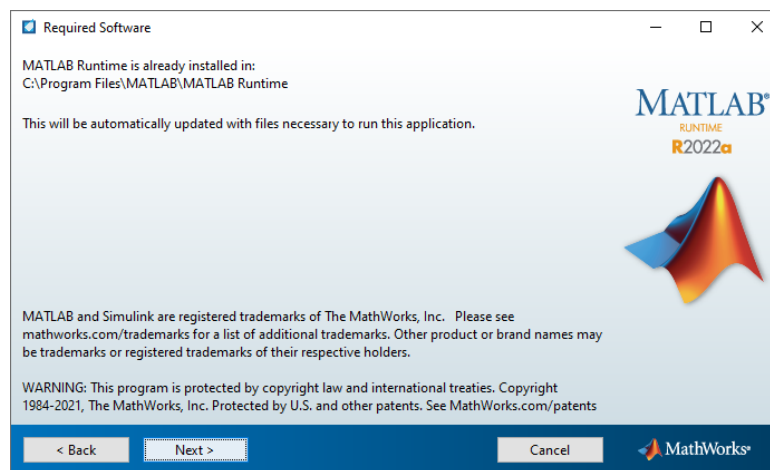 Required Software
MATLAB Runtime is already installed in:
C:\Program Files\MATLAB\MATLAB Runtime
This will be automatically updated with files necessary to run this application.
MATLAB®
RUNTIME
R2022a
MATLAB and Simulink are registered trademarks of The MathWorks, Inc. Please see
mathworks.com/trademarks for a list of additional trademarks. Other product or brand names may
be trademarks or registered trademarks of their respective holders.
WARNING: This program is protected by copyright law and international treaties. Copyright
1984-2021, The MathWorks, Inc. Protected by U.S. and other patents. See MathWorks.com/patents
< Back
Next >
Cancel
MathWorks®